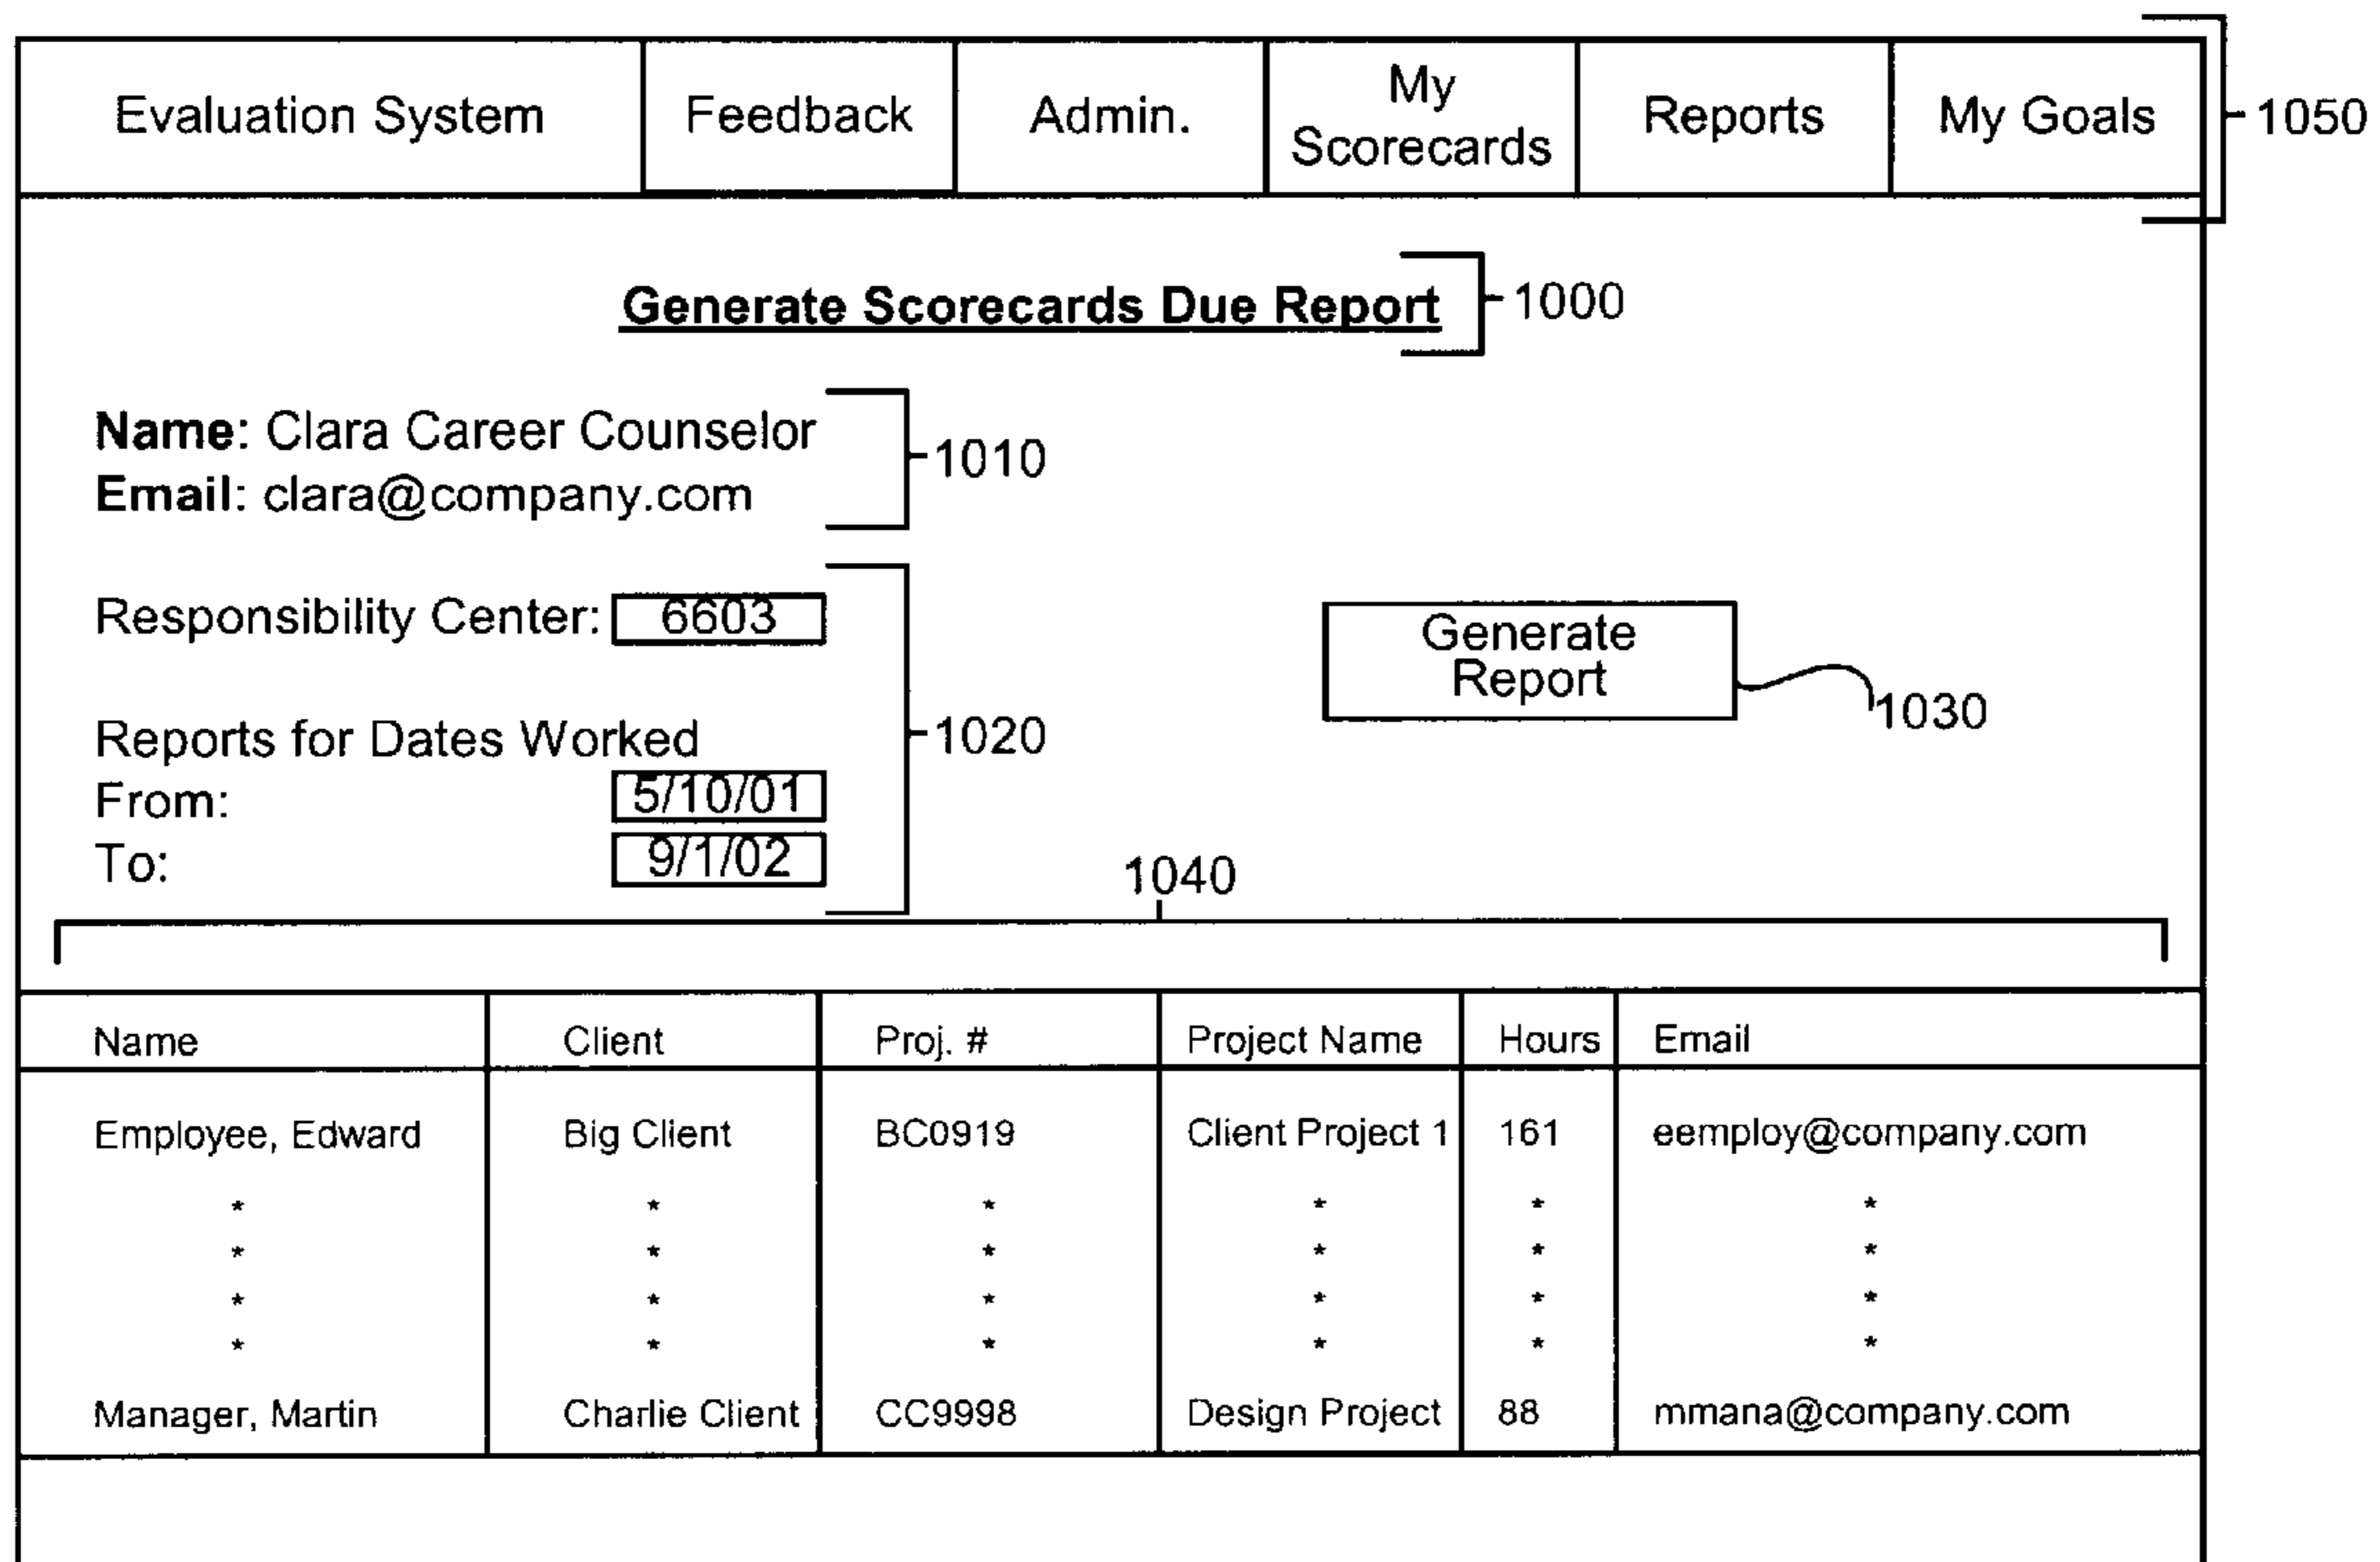 Evaluation System Feedback Admin. My Scorecards Reports My Goals 1050
Generate Scorecards Due Report 1000
Name: Clara Career Counselor
Email: clara@company.com
1010
Responsibility Center: 6603
Generate
Report
1030
Reports for Dates Worked
1020
From: 5/10/01
To: 9/1/02
1040
Name Client Proj. # Project Name Hours Email
Employee, Edward Big Client BC0919 Client Project 1 161 eemploy@company.com
* * * * * *
* * * * * *
* * * * * *
* * * * * *
Manager, Martin Charlie Client CC9998 Design Project 88 mmana@company.com